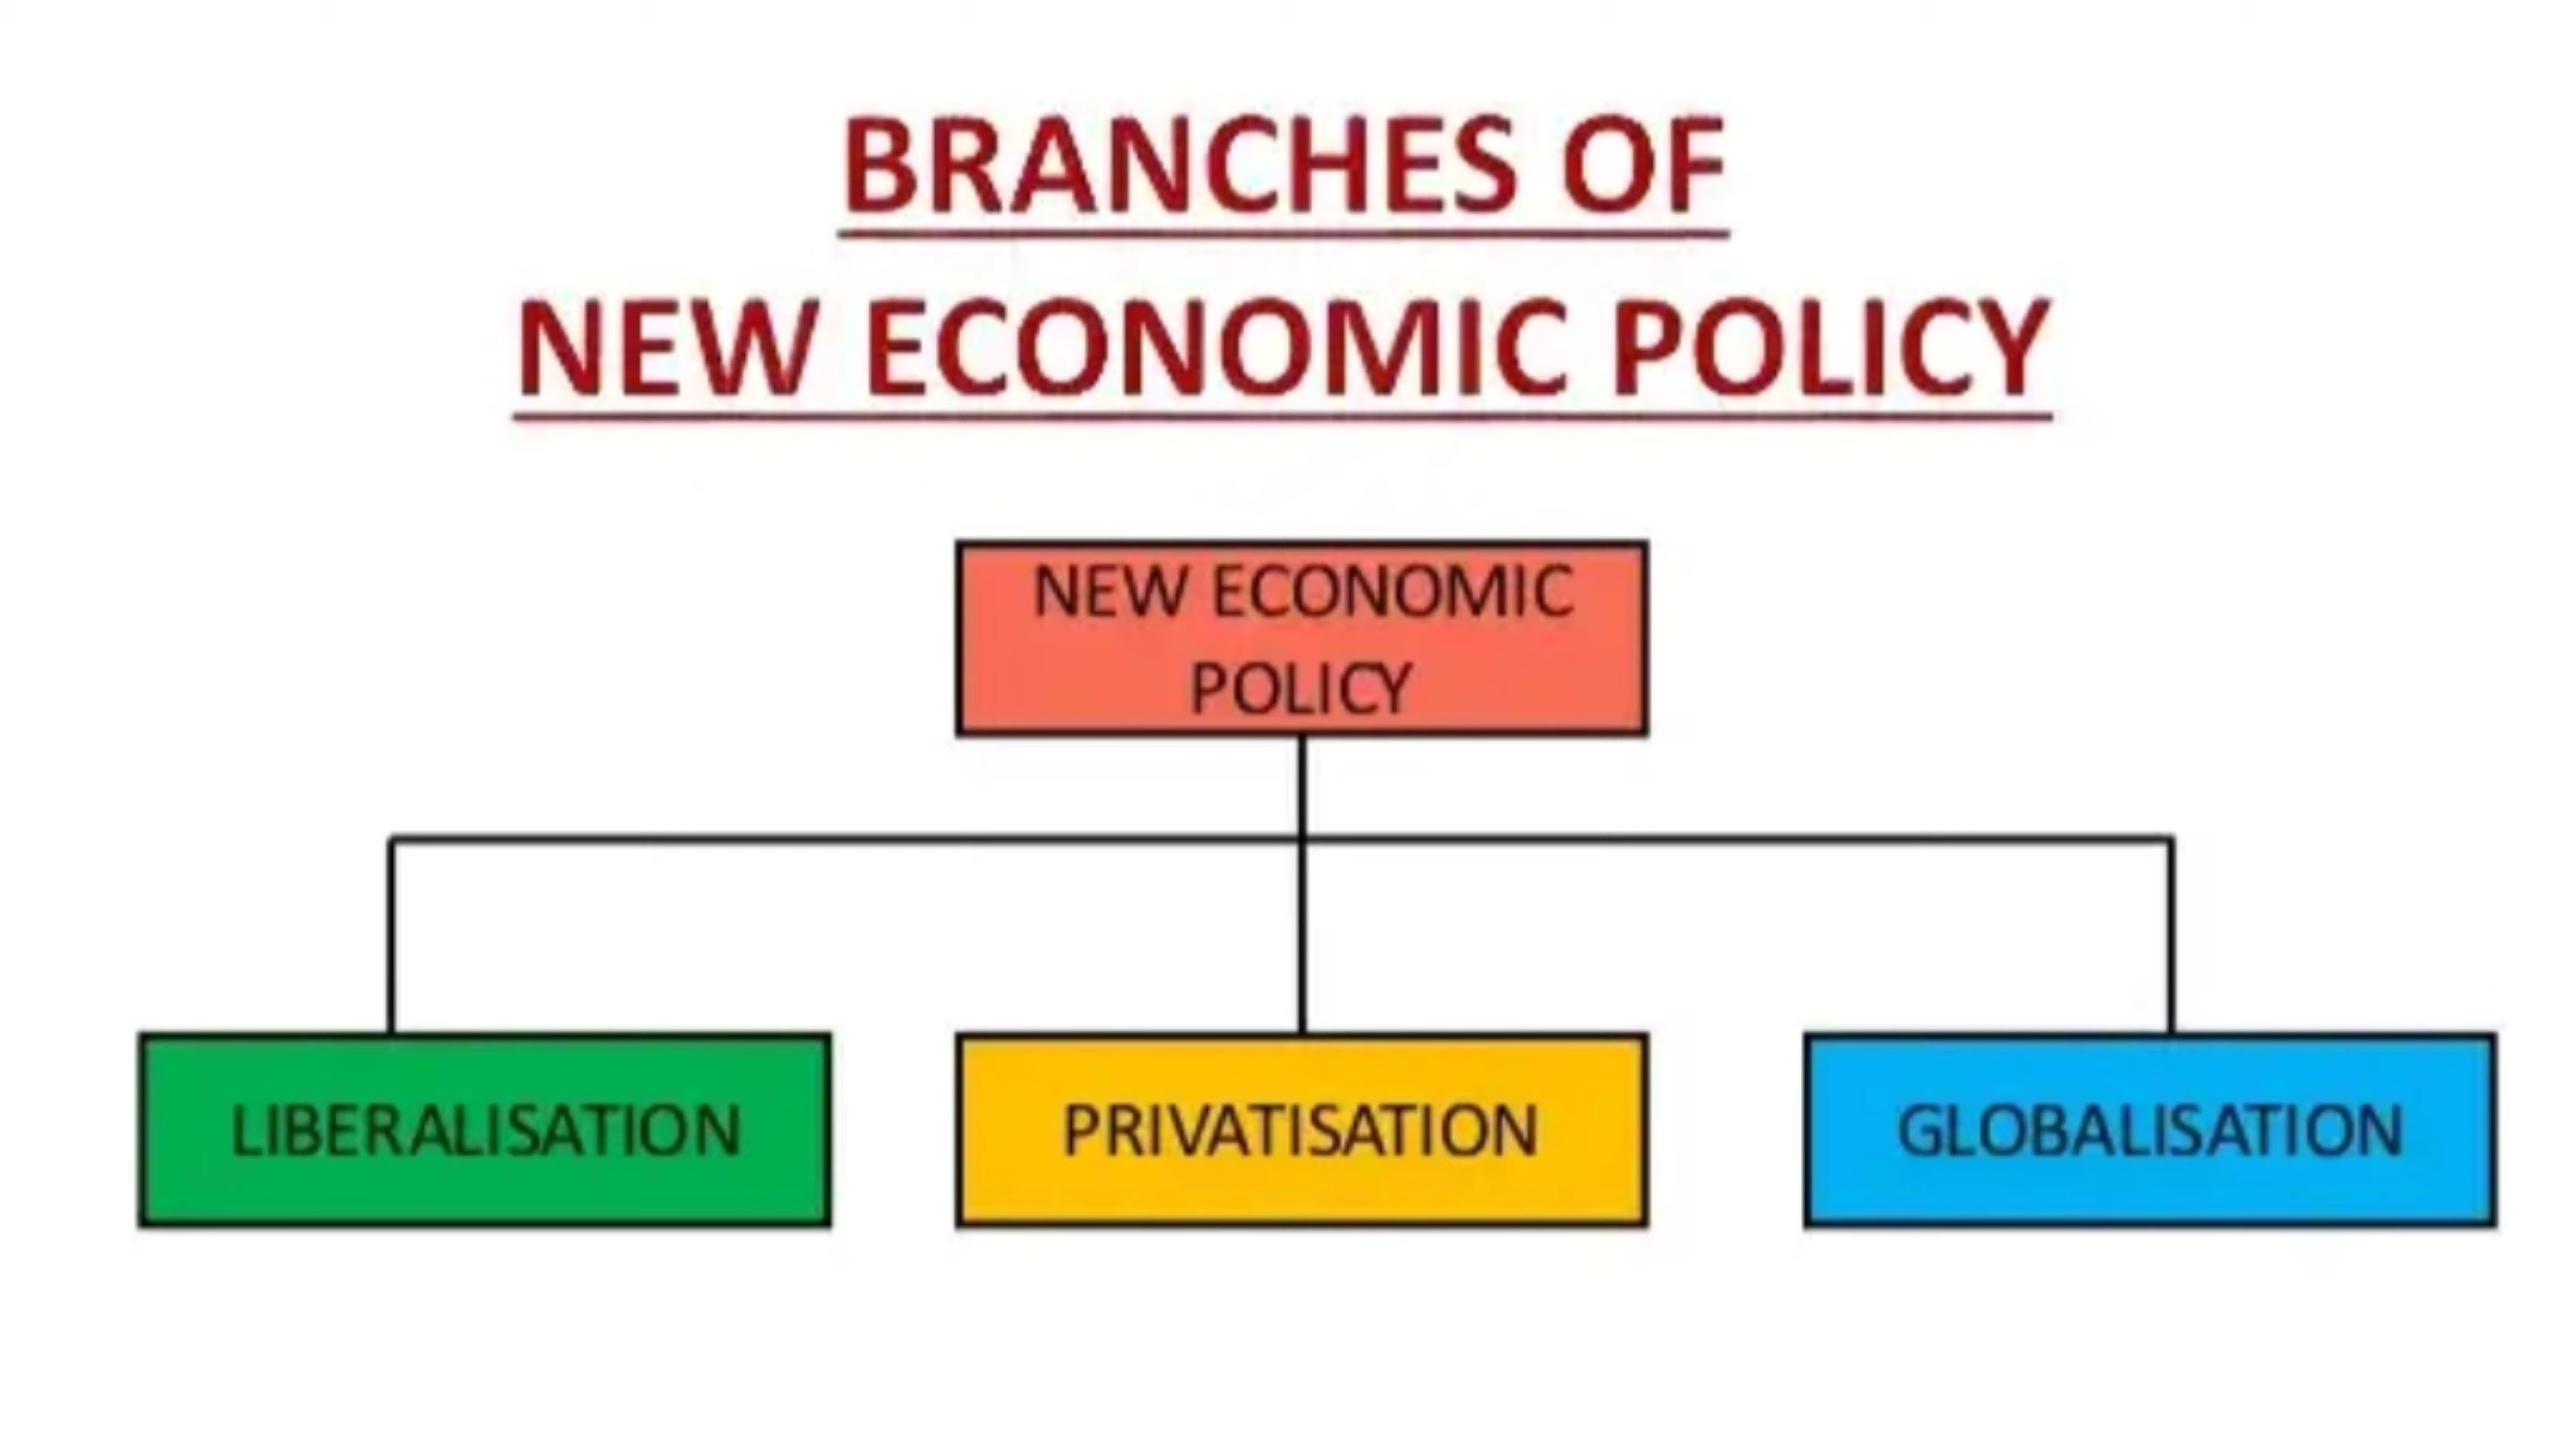 BRANCHES OF
NEW ECONOMIC POLICY
NEW ECONOMIC
POLICY
LIBERALISATION
PRIVATISATION
GLOBALISATION